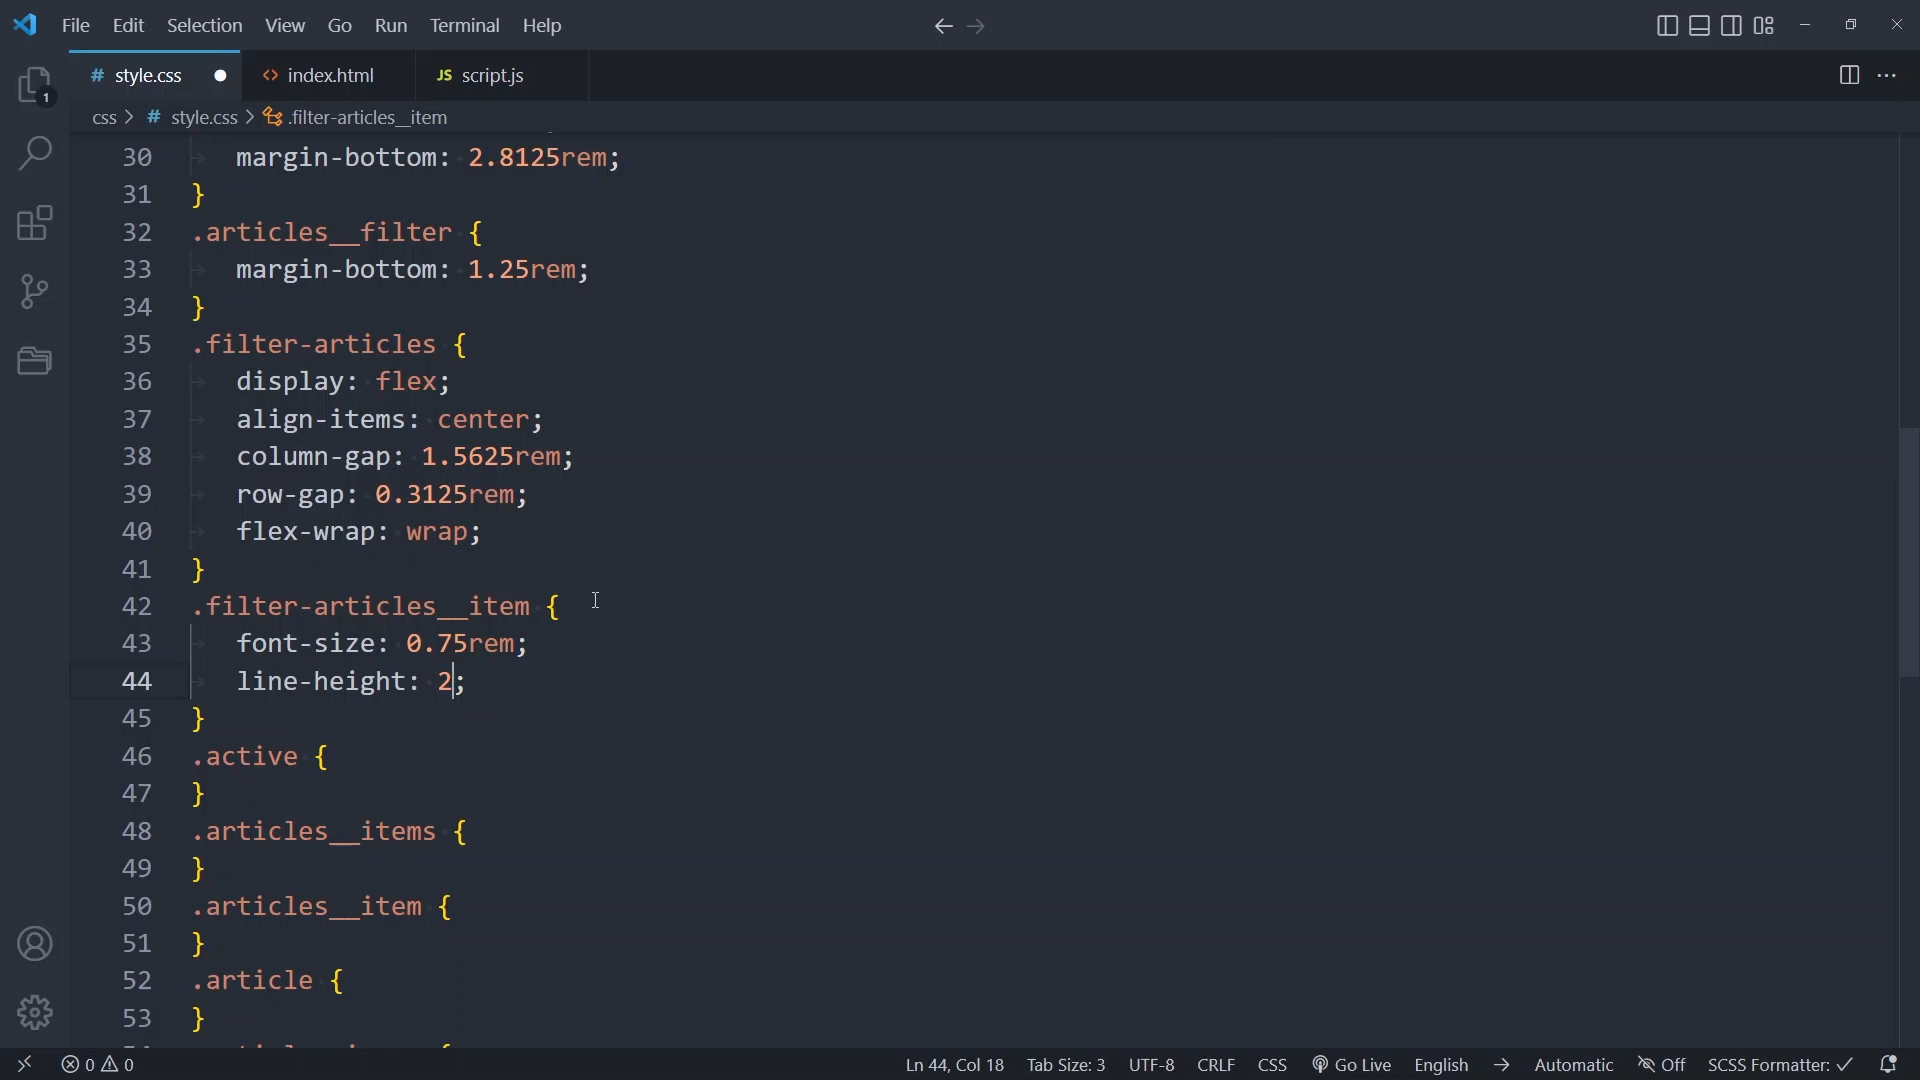 File Edit Selection View Go Run Terminal Help
# style.css <> index.html JS script.js
1
css > # style.css > .filter-articles__item
30 margin-bottom: 2.8125rem;
31 }
32 .articles__filter {
33 margin-bottom: 1.25rem;
34 }
35 .filter-articles {
36 display: flex;
37 align-items: center;
38 column-gap: 1.5625rem;
39 row-gap: 0.3125rem;
40 flex-wrap: wrap;
41 }
42 .filter-articles__item {
43 font-size: 0.75rem;
44 line-height: 2;
45 }
46 .active {
47 }
48 .articles__items {
49 }
50 .articles__item {
51 }
52 .article {
53 }
0 0 Ln 44, Col 18 Tab Size: 3 UTF-8 CRLF CSS Go Live English Automatic Off SCSS Formatter: ✓